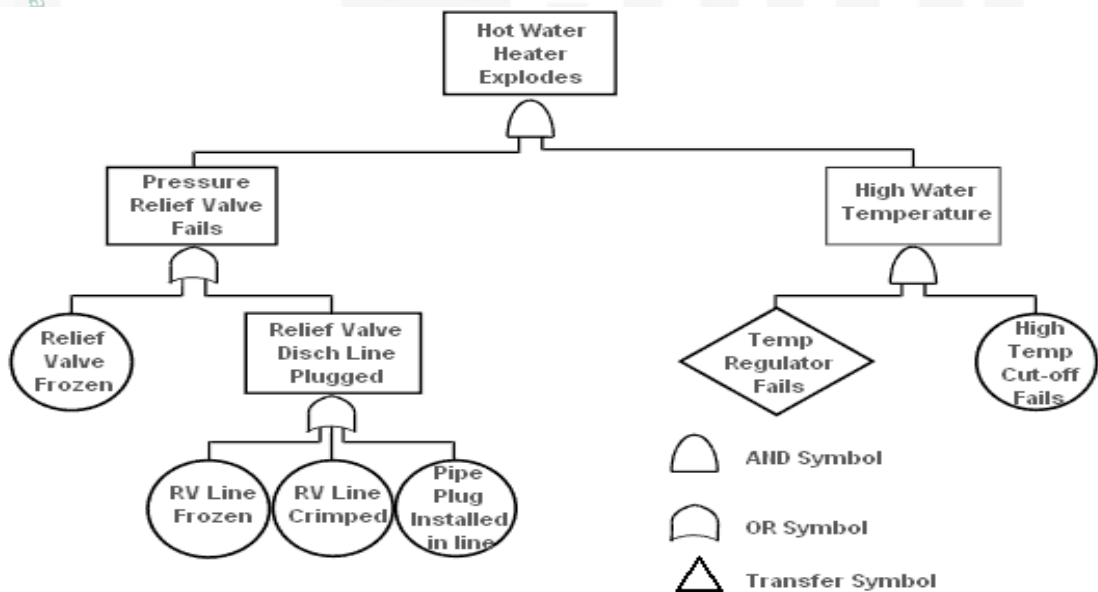 Hot Water
Heater
Explodes
Pressure
Relief Valve
Fails
High Water
Temperature
Relief
Valve
Frozen
Relief Valve
Disch Line
Plugged
Temp
Regulator
Fails
High
Temp
Cut-off
Fails
RV Line
Frozen
RV Line
Crimped
Pipe
Plug
Installed
in line
AND Symbol
OR Symbol
Transfer Symbol